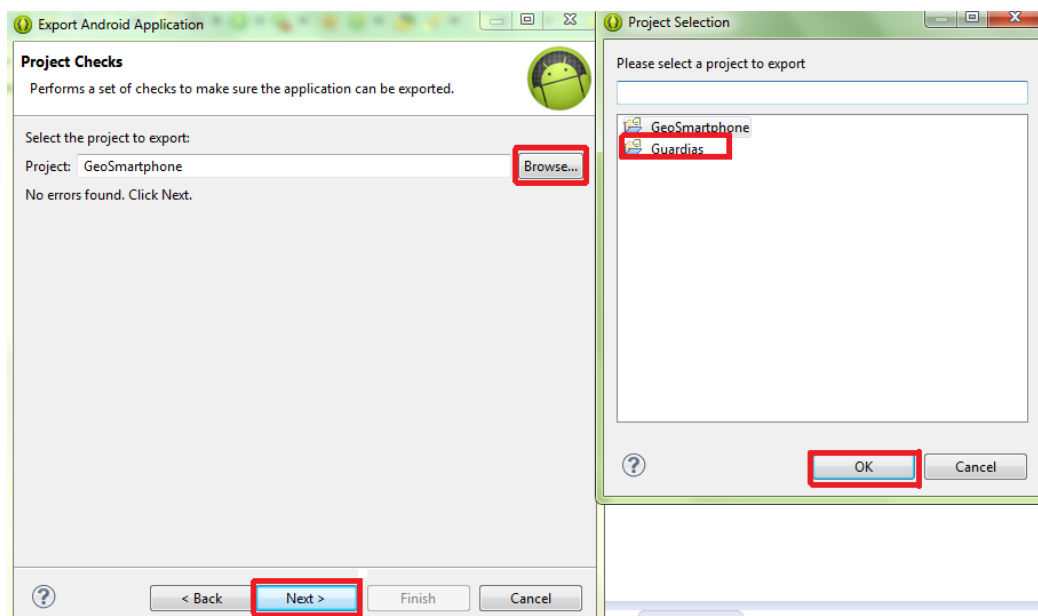 Export Android Application
Project Checks
Performs a set of checks to make sure the application can be exported.
Select the project to export:
Project: GeoSmartphone Browse...
No errors found. Click Next.
? < Back Next > Finish Cancel
Project Selection
Please select a project to export
GeoSmartphone
Guardias
? OK Cancel